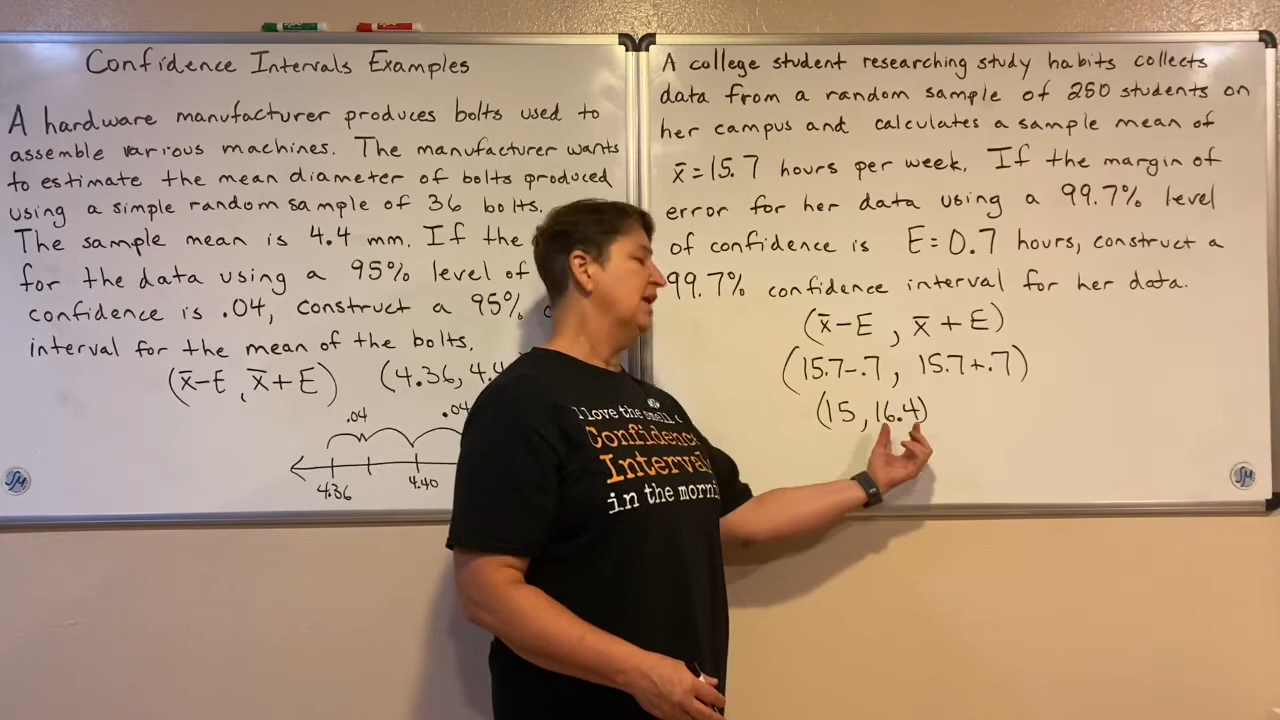 Confidence Intervals Examples
A hardware manufacturer produces bolts used to
assemble various machines. The manufacturer wants
to estimate the mean diameter of bolts produced
using a simple random sample of 36 bolts.
The sample mean is 4.4 mm. If the
for the data using a 95% level of
confidence is .04, construct a 95%
interval for the mean of the bolts.
(x̄-E, x̄+E) (4.36, 4.4
.04 .04
4.36 4.40
A college student researching study habits collects
data from a random sample of 250 students on
her campus and calculates a sample mean of
x̄=15.7 hours per week. If the margin of
error for her data using a 99.7% level
of confidence is E=0.7 hours, construct a
99.7% confidence interval for her data.
(x̄-E, x̄+E)
(15.7-.7, 15.7+.7)
(15, 16.4)
I love the smell
Confidence
Interval
in the morni
SM
SM